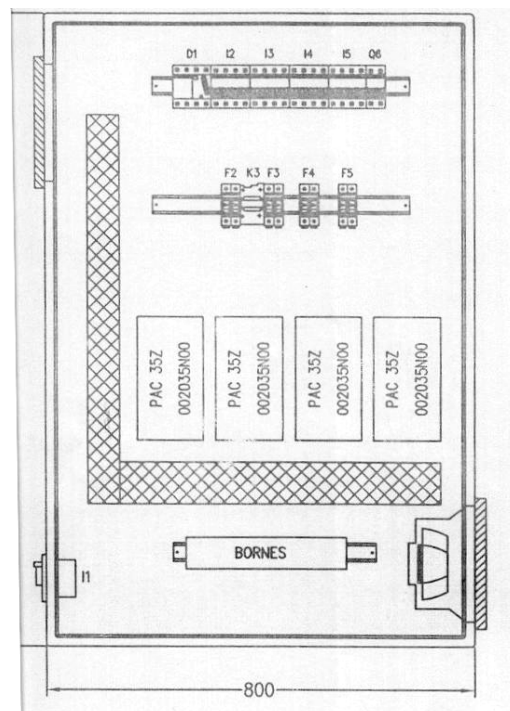 D1 I2 I3 I4 I5 Q6
F2 K3 F3 F4 F5
PAC 35Z
002035N00
PAC 35Z
002035N00
PAC 35Z
002035N00
PAC 35Z
002035N00
BORNES
I1
800